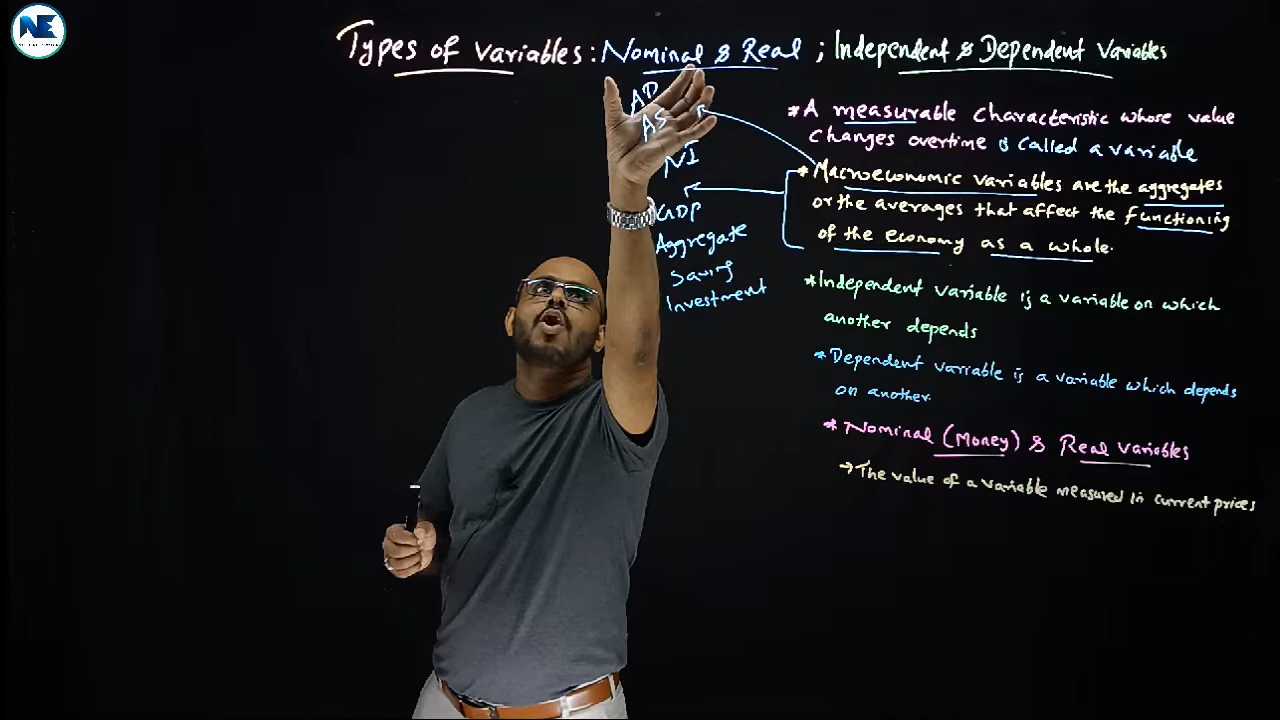 NE
Types of variables: Nominal & Real ; Independent & Dependent Variables
AD
AS
NI
GDP
Aggregate
Saving
Investment
* A measurable characteristic whose value
changes overtime is called a variable
* Macroeconomic variables are the aggregates
or the averages that affect the functioning
of the economy as a whole.
* Independent variable is a variable on which
another depends
* Dependent variable is a variable which depends
on another.
* Nominal (Money) & Real variables
→ The value of a variable measured in current prices